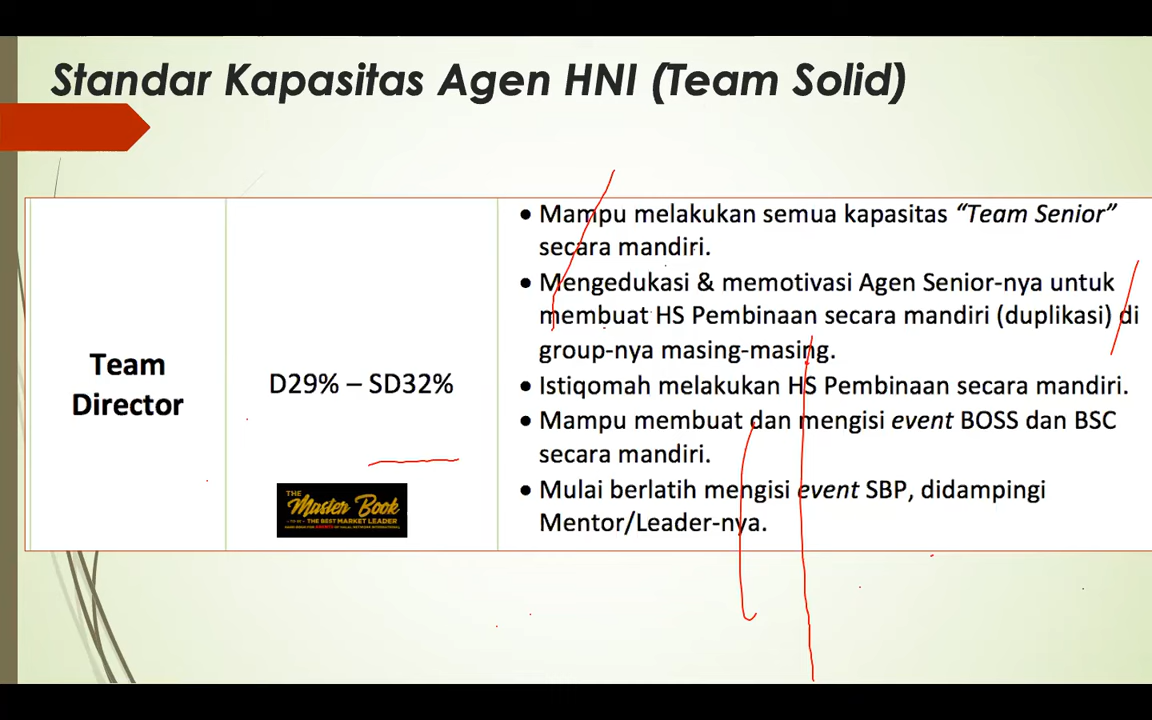 Standar Kapasitas Agen HNI (Team Solid)
Team
Director
D29% – SD32%
• Mampu melakukan semua kapasitas “Team Senior”
secara mandiri.
• Mengedukasi & memotivasi Agen Senior-nya untuk
membuat HS Pembinaan secara mandiri (duplikasi) di
group-nya masing-masing.
• Istiqomah melakukan HS Pembinaan secara mandiri.
• Mampu membuat dan mengisi event BOSS dan BSC
secara mandiri.
• Mulai berlatih mengisi event SBP, didampingi
Mentor/Leader-nya.
THE
Master Book
TO BE THE BEST MARKET LEADER